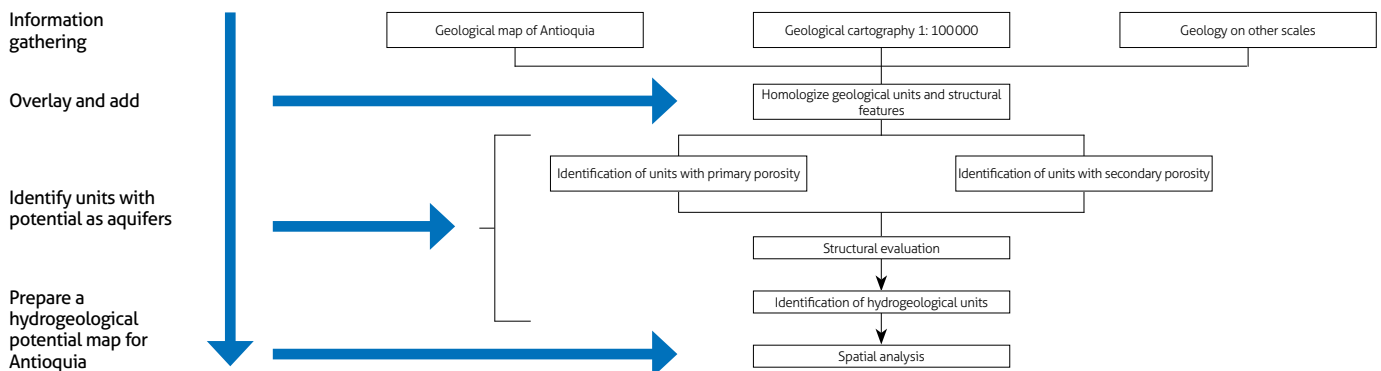 Information
gathering
Geological map of Antioquia
Geological cartography 1: 100 000
Geology on other scales
Overlay and add
Homologize geological units and structural
features
Identify units with
potential as aquifers
Identification of units with primary porosity
Identification of units with secondary porosity
Structural evaluation
Identification of hydrogeological units
Prepare a
hydrogeological
potential map for
Antioquia
Spatial analysis